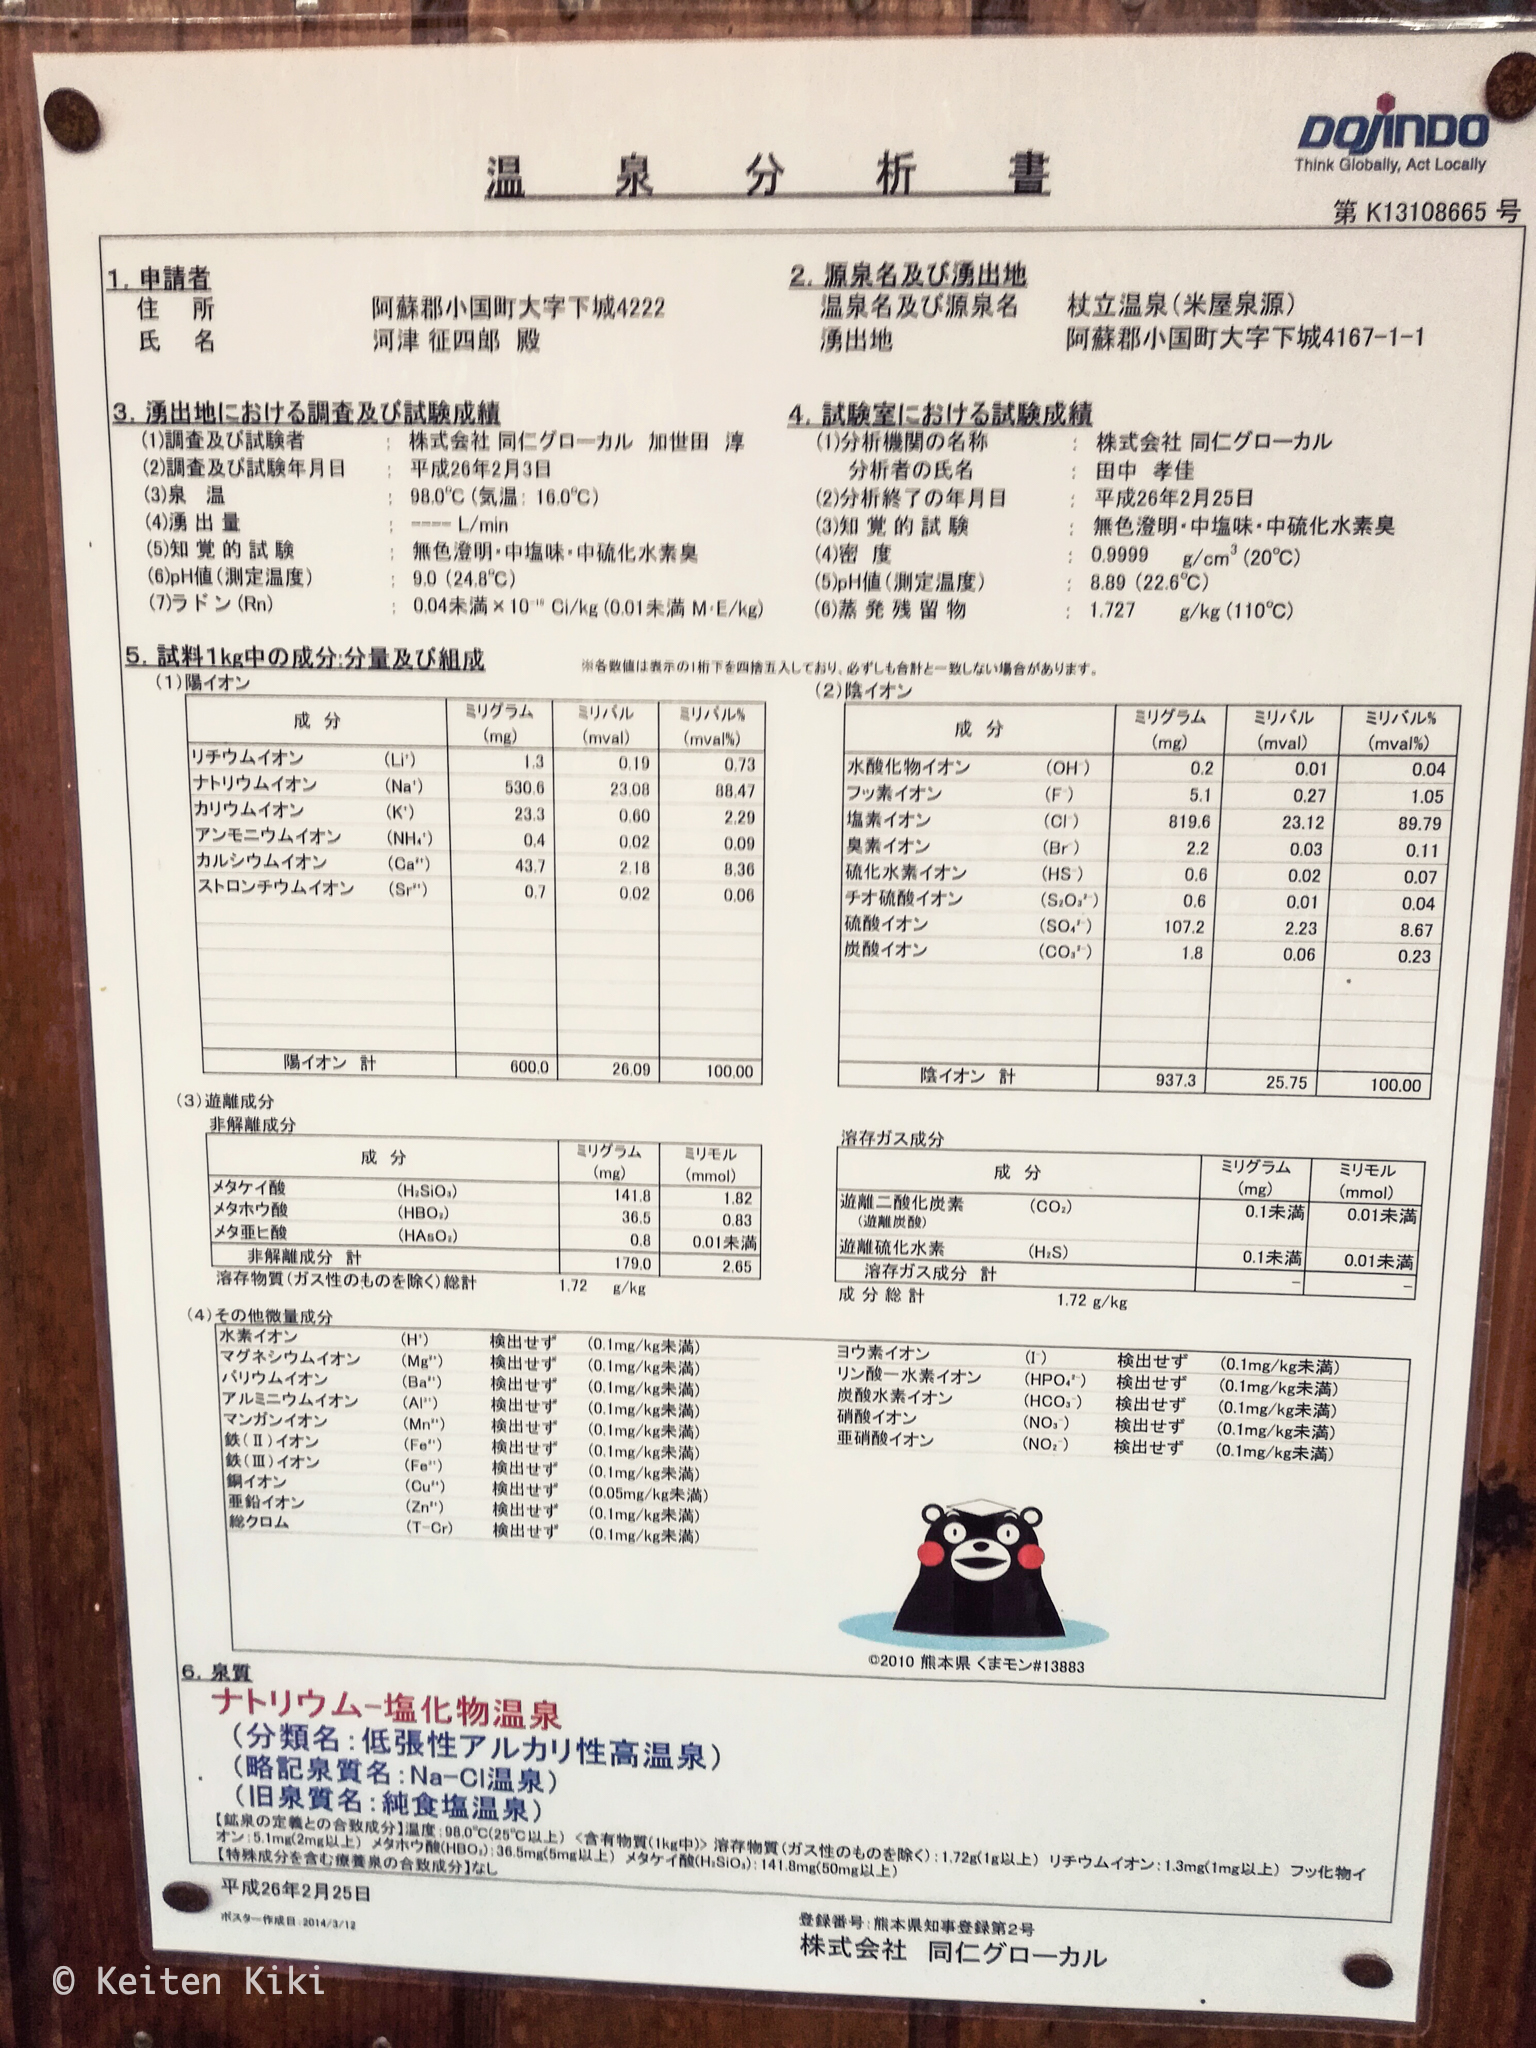 DOJINDO
Think Globally, Act Locally
温泉分析書
第 K13108665 号
1. 申請者
住 所 阿蘇郡小国町大字下城4222
氏 名 河津 征四郎 殿
2. 源泉名及び湧出地
温泉名及び源泉名 杖立温泉(米屋泉源)
湧出地 阿蘇郡小国町大字下城4167-1-1
3. 湧出地における調査及び試験成績
(1)調査及び試験者 : 株式会社 同仁グローカル 加世田 淳
(2)調査及び試験年月日 : 平成26年2月3日
(3)泉 温 : 98.0℃(気温: 16.0℃)
(4)湧 出 量 : ---- L/min
(5)知 覚 的 試 験 : 無色澄明・中塩味・中硫化水素臭
(6)pH値(測定温度) : 9.0 (24.8℃)
(7)ラドン(Rn) : 0.04未満×10⁻¹⁰ Ci/kg (0.01未満 M・E/kg)
4. 試験室における試験成績
(1)分析機関の名称 : 株式会社 同仁グローカル
分析者の氏名 : 田中 孝佳
(2)分析終了の年月日 : 平成26年2月25日
(3)知 覚 的 試 験 : 無色澄明・中塩味・中硫化水素臭
(4)密 度 : 0.9999 g/cm³ (20℃)
(5)pH値(測定温度) : 8.89 (22.6℃)
(6)蒸 発 残 留 物 : 1.727 g/kg (110℃)
5. 試料1kg中の成分:分量及び組成
※各数値は表示の1桁下を四捨五入しており、必ずしも合計と一致しない場合があります。
(1)陽イオン
成 分 ミリグラム(mg) ミリバル(mval) ミリバル%(mval%)
リチウムイオン (Li⁺) 1.3 0.19 0.73
ナトリウムイオン (Na⁺) 530.6 23.08 88.47
カリウムイオン (K⁺) 23.3 0.60 2.29
アンモニウムイオン (NH₄⁺) 0.4 0.02 0.09
カルシウムイオン (Ca²⁺) 43.7 2.18 8.36
ストロンチウムイオン (Sr²⁺) 0.7 0.02 0.06
陽イオン 計 600.0 26.09 100.00
(2)陰イオン
成 分 ミリグラム(mg) ミリバル(mval) ミリバル%(mval%)
水酸化物イオン (OH⁻) 0.2 0.01 0.04
フッ素イオン (F⁻) 5.1 0.27 1.05
塩素イオン (Cl⁻) 819.6 23.12 89.79
臭素イオン (Br⁻) 2.2 0.03 0.11
硫化水素イオン (HS⁻) 0.6 0.02 0.07
チオ硫酸イオン (S₂O₃²⁻) 0.6 0.01 0.04
硫酸イオン (SO₄²⁻) 107.2 2.23 8.67
炭酸イオン (CO₃²⁻) 1.8 0.06 0.23
陰イオン 計 937.3 25.75 100.00
(3)遊離成分
非解離成分
成 分 ミリグラム(mg) ミリモル(mmol)
メタケイ酸 (H₂SiO₃) 141.8 1.82
メタホウ酸 (HBO₂) 36.5 0.83
メタ亜ヒ酸 (HAsO₂) 0.8 0.01未満
非解離成分 計 179.0 2.65
溶存物質(ガス性のものを除く)総計 1.72 g/kg
溶存ガス成分
成 分 ミリグラム(mg) ミリモル(mmol)
遊離二酸化炭素 (CO₂) 0.1未満 0.01未満
(遊離炭酸)
遊離硫化水素 (H₂S) 0.1未満 0.01未満
溶存ガス成分 計 - -
成 分 総 計 1.72 g/kg
(4)その他微量成分
水素イオン (H⁺) 検出せず (0.1mg/kg未満)
マグネシウムイオン (Mg²⁺) 検出せず (0.1mg/kg未満)
バリウムイオン (Ba²⁺) 検出せず (0.1mg/kg未満)
アルミニウムイオン (Al³⁺) 検出せず (0.1mg/kg未満)
マンガンイオン (Mn²⁺) 検出せず (0.1mg/kg未満)
鉄(Ⅱ)イオン (Fe²⁺) 検出せず (0.1mg/kg未満)
鉄(Ⅲ)イオン (Fe³⁺) 検出せず (0.1mg/kg未満)
銅イオン (Cu²⁺) 検出せず (0.05mg/kg未満)
亜鉛イオン (Zn²⁺) 検出せず (0.1mg/kg未満)
総クロム (T-Cr) 検出せず (0.1mg/kg未満)
ヨウ素イオン (I⁻) 検出せず (0.1mg/kg未満)
リン酸一水素イオン (HPO₄²⁻) 検出せず (0.1mg/kg未満)
炭酸水素イオン (HCO₃⁻) 検出せず (0.1mg/kg未満)
硝酸イオン (NO₃⁻) 検出せず (0.1mg/kg未満)
亜硝酸イオン (NO₂⁻) 検出せず (0.1mg/kg未満)
©2010 熊本県 くまモン#13883
6. 泉質
ナトリウム-塩化物温泉
(分類名:低張性アルカリ性高温泉)
(略記泉質名:Na-Cl温泉)
(旧泉質名:純食塩温泉)
【鉱泉の定義との合致成分】温度:98.0℃(25℃以上) <含有物質(1kg中)> 溶存物質(ガス性のものを除く):1.72g(1g以上) リチウムイオン:1.3mg(1mg以上) フッ化物イ
オン:5.1mg(2mg以上) メタホウ酸(HBO₂):36.5mg(5mg以上) メタケイ酸(H₂SiO₃):141.8mg(50mg以上)
【特殊成分を含む療養泉の合致成分】なし
平成26年2月25日
ポスター作成日:2014/3/12
登録番号:熊本県知事登録第2号
株式会社 同仁グローカル
© Keiten Kiki